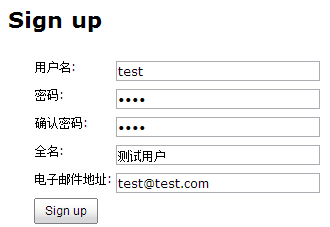 Sign up
用户名: test
密码: ••••
确认密码: ••••
全名: 测试用户
电子邮件地址: test@test.com
Sign up